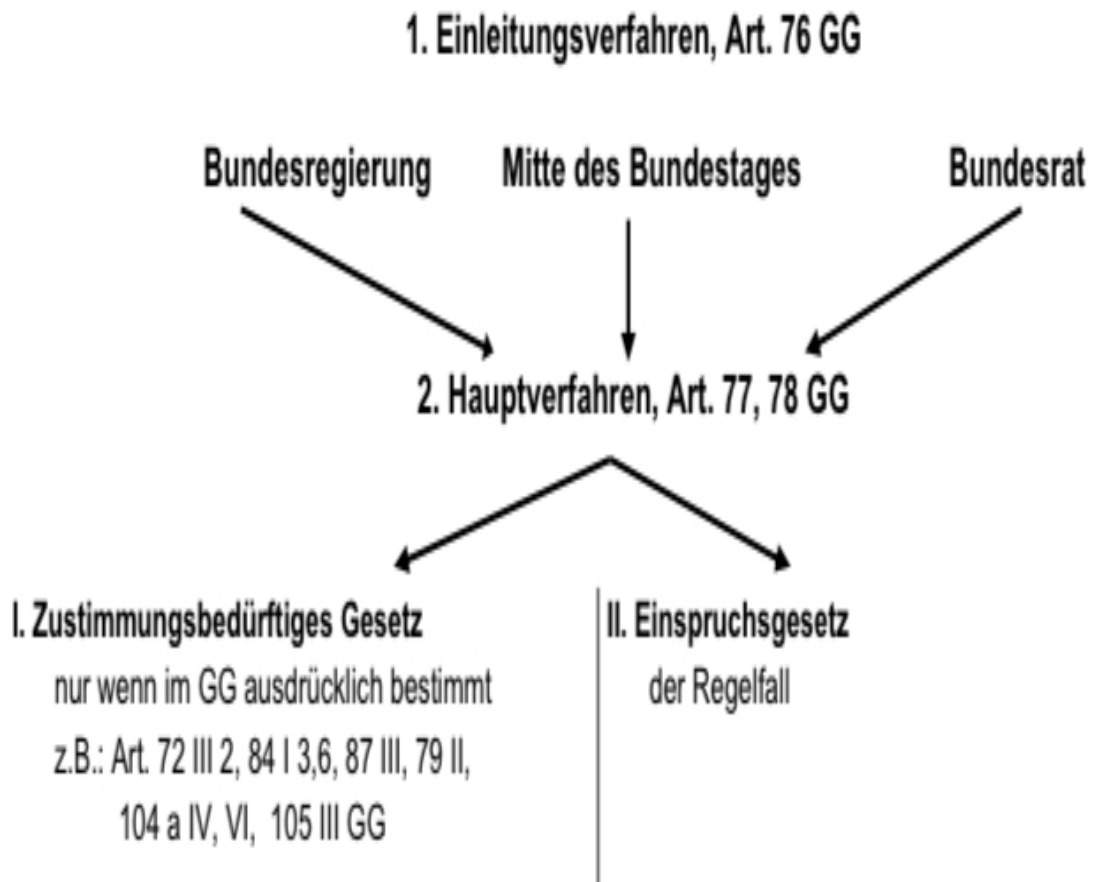 1. Einleitungsverfahren, Art. 76 GG
Bundesregierung Mitte des Bundestages Bundesrat
2. Hauptverfahren, Art. 77, 78 GG
I. Zustimmungsbedürftiges Gesetz
nur wenn im GG ausdrücklich bestimmt
z.B.: Art. 72 III 2, 84 I 3,6, 87 III, 79 II,
104 a IV, VI, 105 III GG
II. Einspruchsgesetz
der Regelfall